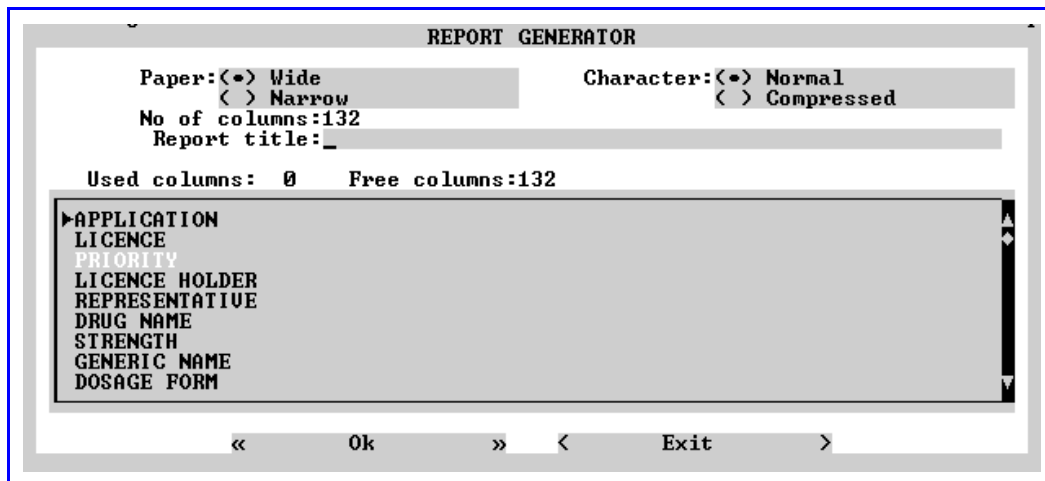 REPORT GENERATOR
Paper:(•) Wide Character:(•) Normal
( ) Narrow ( ) Compressed
No of columns:132
Report title:_
Used columns: 0 Free columns:132
►APPLICATION
LICENCE
PRIORITY
LICENCE HOLDER
REPRESENTATIVE
DRUG NAME
STRENGTH
GENERIC NAME
DOSAGE FORM
« Ok » < Exit >